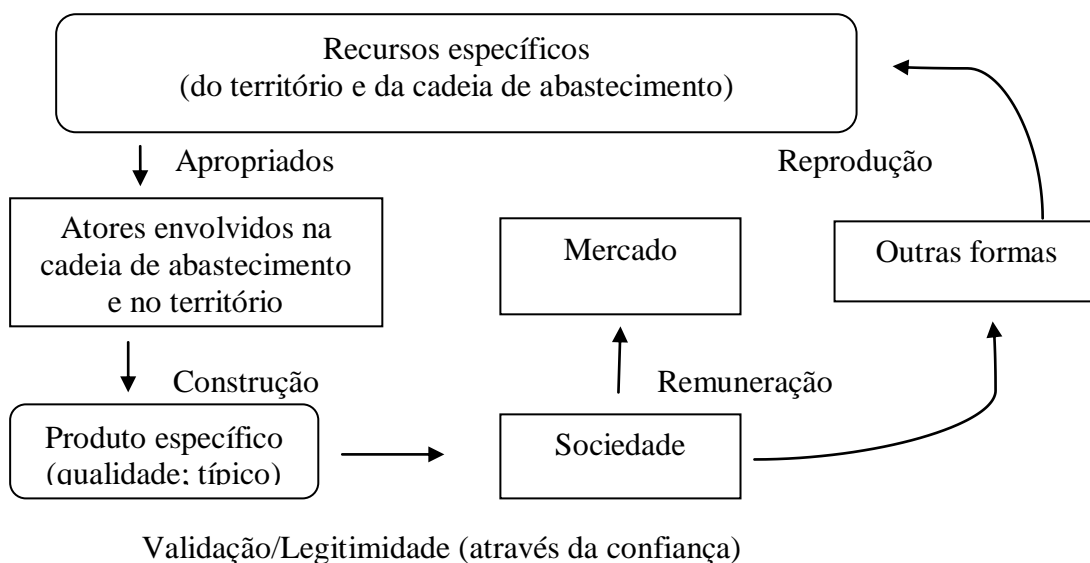 Recursos específicos
(do território e da cadeia de abastecimento)
Apropriados
Reprodução
Atores envolvidos na
cadeia de abastecimento
e no território
Mercado
Outras formas
Construção
Remuneração
Produto específico
(qualidade; típico)
Sociedade
Validação/Legitimidade (através da confiança)